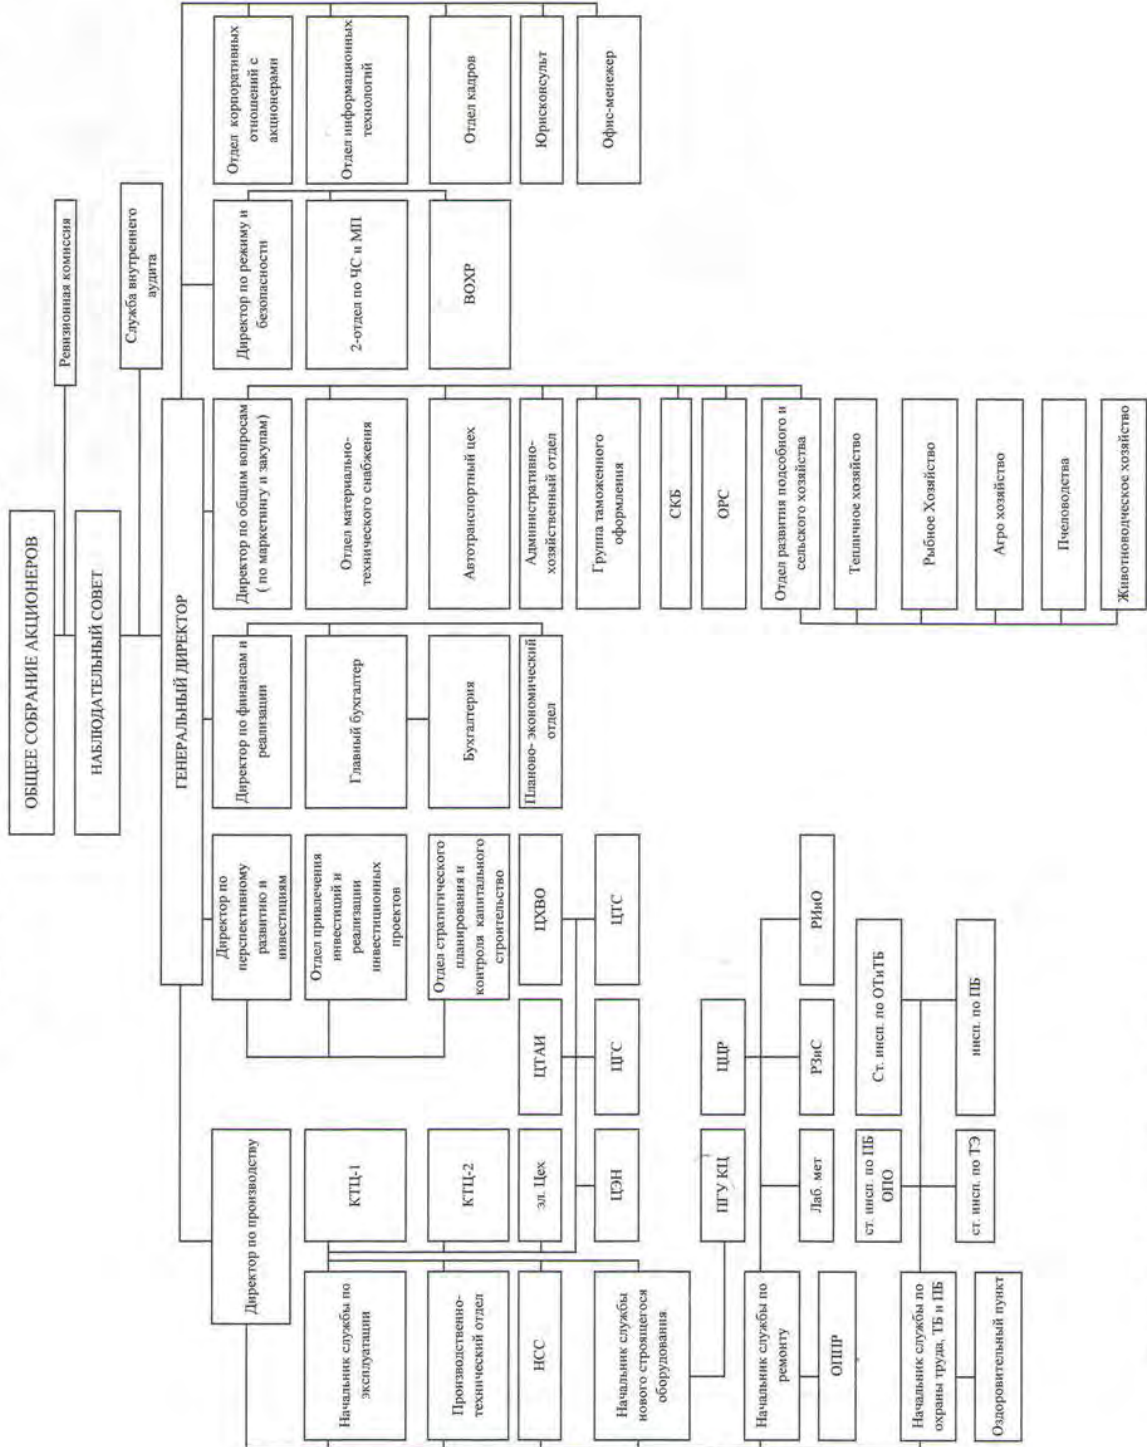 ОБЩЕЕ СОБРАНИЕ АКЦИОНЕРОВ
Ревизионная комиссия
НАБЛЮДАТЕЛЬНЫЙ СОВЕТ
Служба внутреннего
аудита
ГЕНЕРАЛЬНЫЙ ДИРЕКТОР
Директор по производству
Директор по
перспективному
развитию и
инвестициям
Директор по финансам и
реализации
Директор по общим вопросам
( по маркетингу и закупам)
Директор по режиму и
безопасности
Отдел корпоративных
отношений с
акционерами
Начальник службы по
эксплуатации
КТЦ-1
Отдел привлечения
инвестиций и
реализации
инвестиционных
проектов
Главный бухгалтер
Отдел материально-
технического снабжения
2-отдел по ЧС и МП
Отдел информационных
технологий
Производственно-
технический отдел
КТЦ-2
Отдел стратегического
планирования и
контроля капитального
строительство
Бухгалтерия
Автотранспортный цех
ВОХР
Отдел кадров
НСС
эл. Цех
ЦТАИ
ЦХВО
Планово- экономический
отдел
Административно-
хозяйственный отдел
Юрисконсульт
Начальник службы
нового строящегося
оборудования
ЦЭН
ЦГС
ЦТС
Группа таможенного
оформления
Офис-менежер
СКБ
ПГУ КЦ
ЦЦР
ОРС
Начальник службы по
ремонту
Отдел развития подсобного и
сельского хозяйства
ОППР
Лаб. мет
РЗиС
РИиО
Тепличное хозяйство
ст. инсп. по ПБ
ОПО
Ст. инсп. по ОТиТБ
Рыбное Хозяйство
Начальник службы по
охраны труда, ТБ и ПБ
Оздоровительный пункт
ст. инсп. по ТЭ
инсп. по ПБ
Агро хозяйство
Пчеловодства
Животноводческое хозяйство